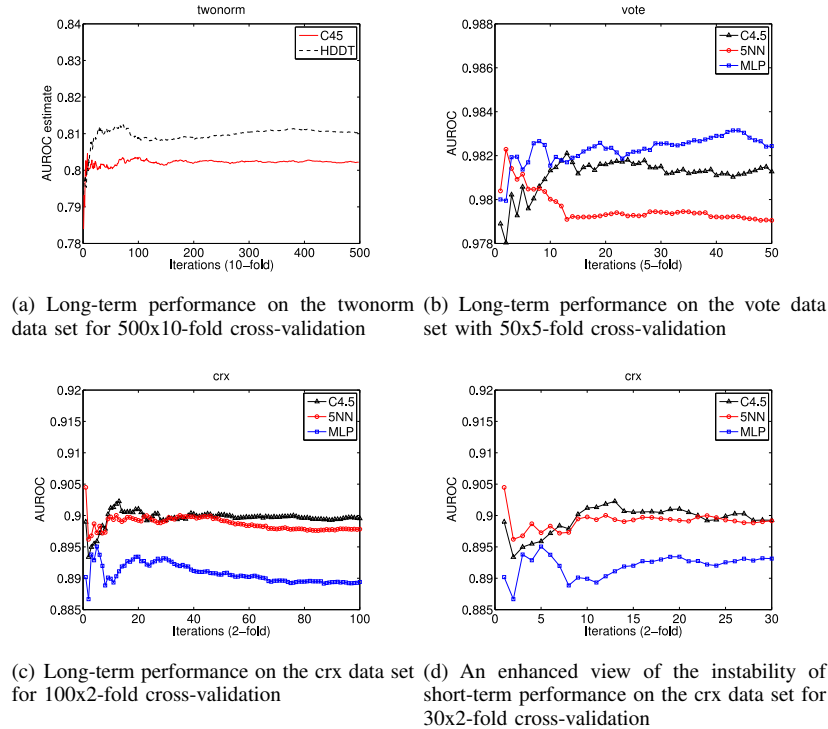 twonorm
0.84
0.83
0.82
0.81
0.8
0.79
0.78
AUROC estimate
C45
HDDT
0 100 200 300 400 500
Iterations (10−fold)
(a) Long-term performance on the twonorm
data set for 500x10-fold cross-validation
vote
0.988
0.986
0.984
0.982
0.98
0.978
AUROC
C4.5
5NN
MLP
0 10 20 30 40 50
Iterations (5−fold)
(b) Long-term performance on the vote data
set with 50x5-fold cross-validation
crx
0.92
0.915
0.91
0.905
0.9
0.895
0.89
0.885
AUROC
C4.5
5NN
MLP
0 20 40 60 80 100
Iterations (2−fold)
(c) Long-term performance on the crx data set
for 100x2-fold cross-validation
crx
0.92
0.915
0.91
0.905
0.9
0.895
0.89
0.885
AUROC
C4.5
5NN
MLP
0 5 10 15 20 25 30
Iterations (2−fold)
(d) An enhanced view of the instability of
short-term performance on the crx data set for
30x2-fold cross-validation